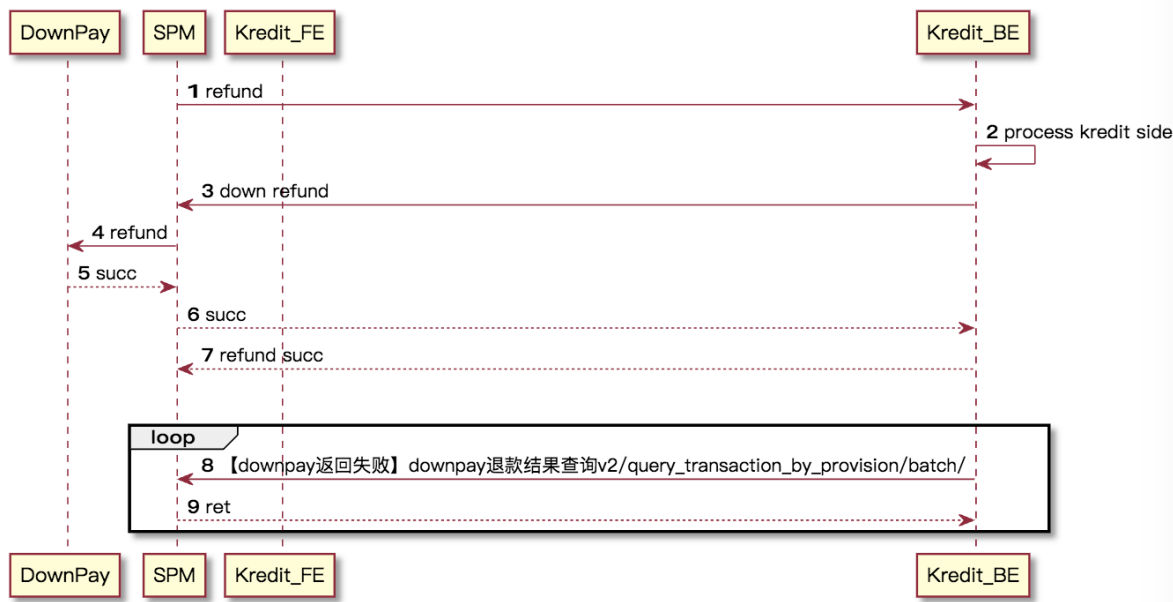 DownPay SPM Kredit_FE Kredit_BE
1 refund
2 process kredit side
3 down refund
4 refund
5 succ
6 succ
7 refund succ
loop
8 【downpay返回失败】downpay退款结果查询v2/query_transaction_by_provision/batch/
9 ret
DownPay SPM Kredit_FE Kredit_BE